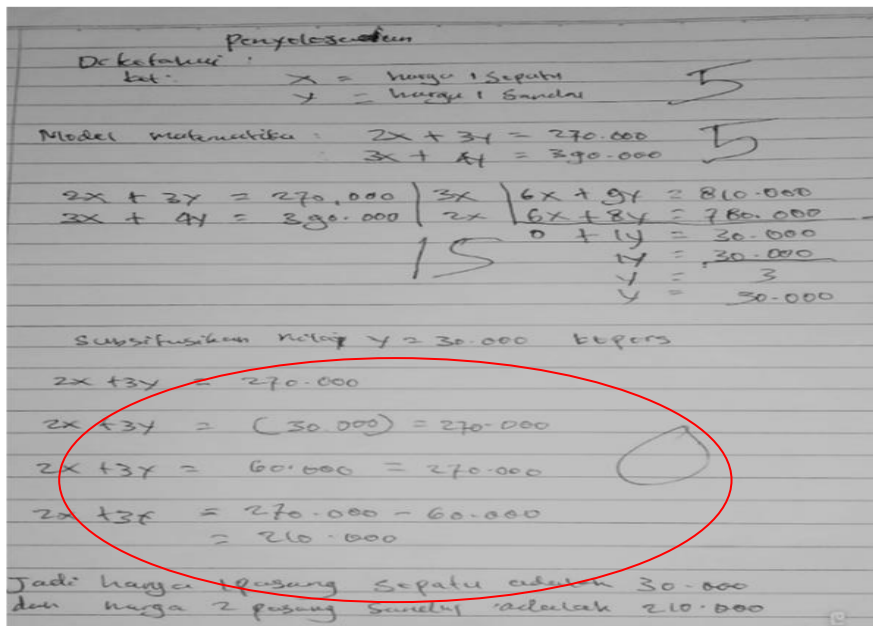 Penyelesaian
Diketahui :
x = harga 1 Sepatu
y = harga 1 Sandal
5
Model matematika : 2x + 3y = 270.000
: 3x + 4y = 390.000
5
2x + 3y = 270.000 | 3x | 6x + 9y = 810.000
3x + 4y = 390.000 | 2x | 6x + 8y = 780.000
0 + 1y = 30.000
15
1y = 30.000
y = 3
y = 30.000
Subsitusikan nilai y = 30.000 kepers
2x + 3y = 270.000
2x + 3y = (30.000) = 270.000
2x + 3y = 60.000 = 270.000
0
2x + 3y = 270.000 - 60.000
= 210.000
Jadi harga 1 pasang sepatu adalah 30.000
dan harga 2 pasang sandal adalah 210.000